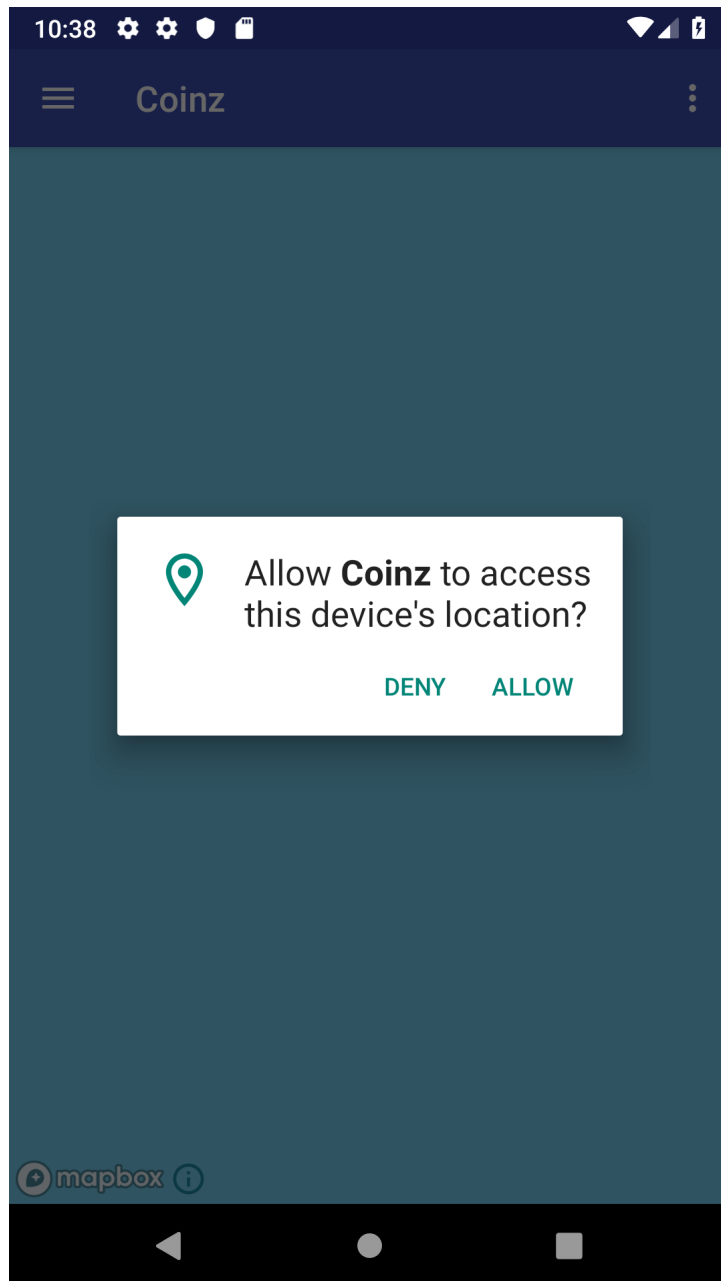 10:38
Coinz
Allow Coinz to access
this device's location?
DENY ALLOW
mapbox